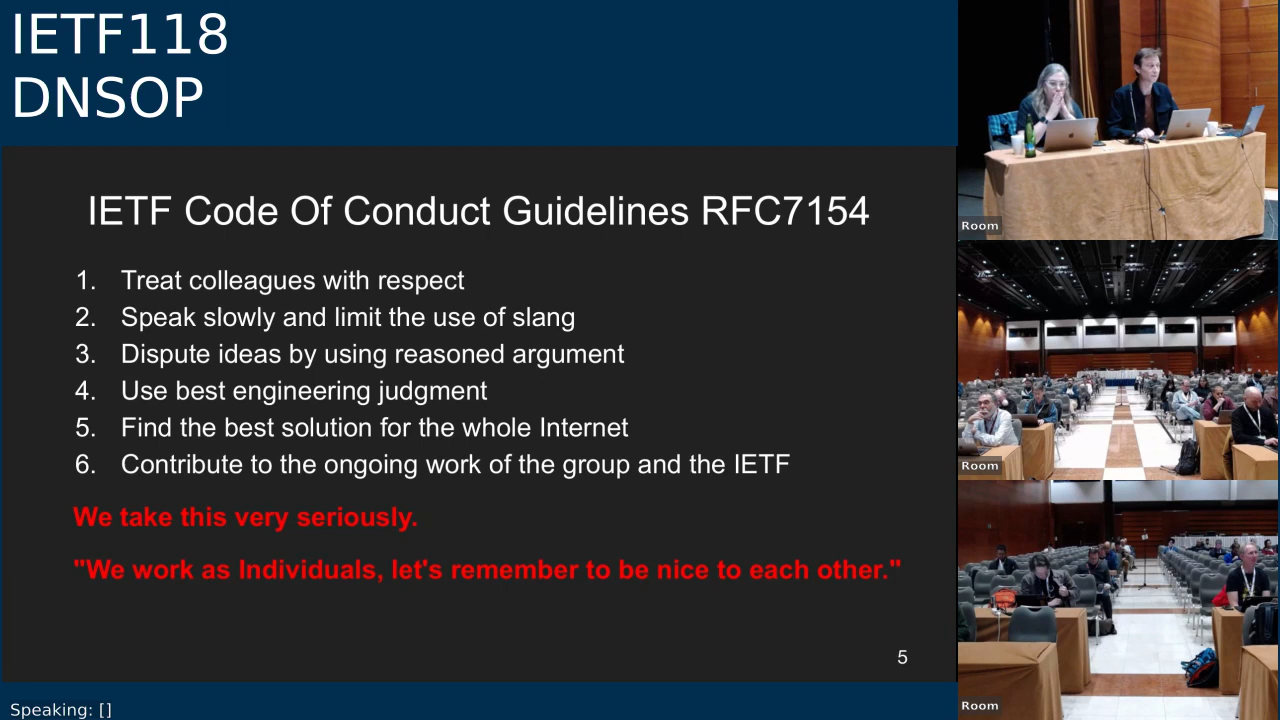 IETF118
DNSOP
IETF Code Of Conduct Guidelines RFC7154
1. Treat colleagues with respect
2. Speak slowly and limit the use of slang
3. Dispute ideas by using reasoned argument
4. Use best engineering judgment
5. Find the best solution for the whole Internet
6. Contribute to the ongoing work of the group and the IETF
We take this very seriously.
"We work as Individuals, let's remember to be nice to each other."
5
Speaking: []
Room
Room
Room